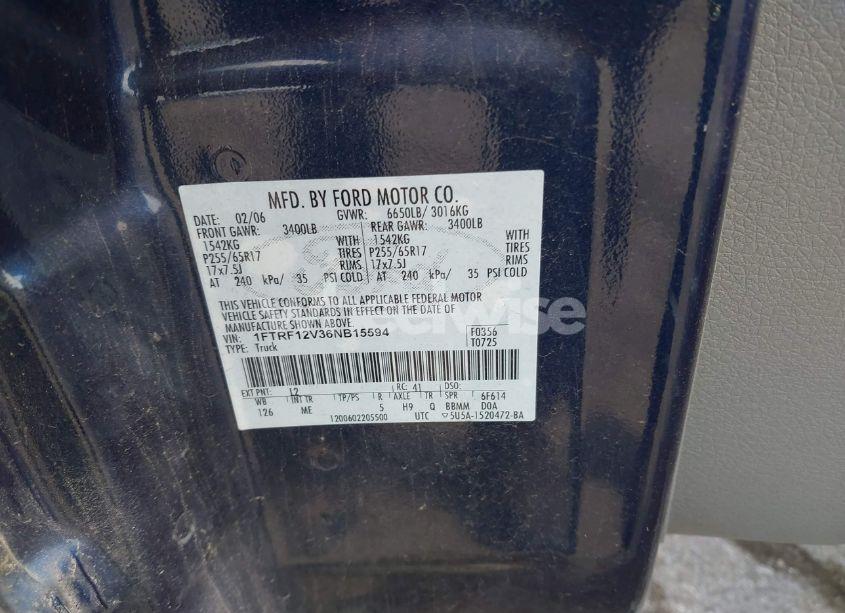 MFD. BY FORD MOTOR CO.
DATE: 02/06 GVWR: 6650LB/ 3016KG
FRONT GAWR: 3400LB REAR GAWR: 3400LB
1542KG WITH 1542KG WITH
P255/65R17 TIRES P255/65R17 TIRES
17x7.5J RIMS 17x7.5J RIMS
AT 240 kPa/ 35 PSI COLD AT 240 kPa/ 35 PSI COLD
THIS VEHICLE CONFORMS TO ALL APPLICABLE FEDERAL MOTOR
VEHICLE SAFETY STANDARDS IN EFFECT ON THE DATE OF
MANUFACTURE SHOWN ABOVE.
VIN: 1FTRF12V36NB15594 F0356
TYPE: Truck T0725
EXT PNT: L2 RC: 41 DSO:
WB INT TR TP/PS R AXLE TR SPR 6F614
126 ME 5 H9 Q BBMM DOA
1200602205500 UTC 5U5A-1520472-BA